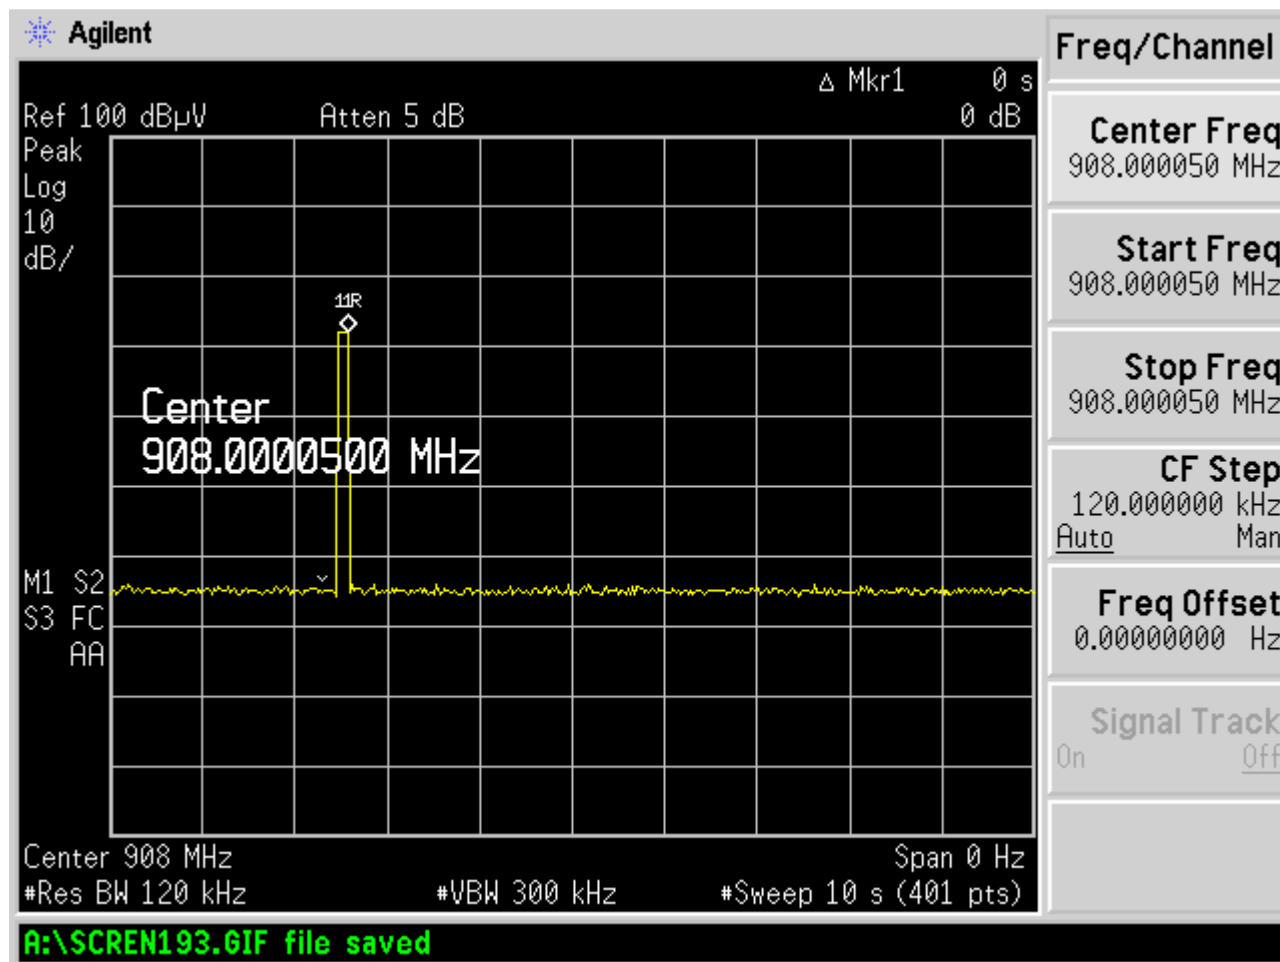 Agilent
Freq/Channel
Δ Mkr1 0 s
Ref 100 dBµV Atten 5 dB 0 dB
Peak
Log
10
dB/
11R
Center
908.0000500 MHz
M1 S2
S3 FC
AA
Center 908 MHz Span 0 Hz
#Res BW 120 kHz #VBW 300 kHz #Sweep 10 s (401 pts)
Center Freq
908.000050 MHz
Start Freq
908.000050 MHz
Stop Freq
908.000050 MHz
CF Step
120.000000 kHz
Auto Man
Freq Offset
0.00000000 Hz
Signal Track
On Off
A:\SCREN193.GIF file saved